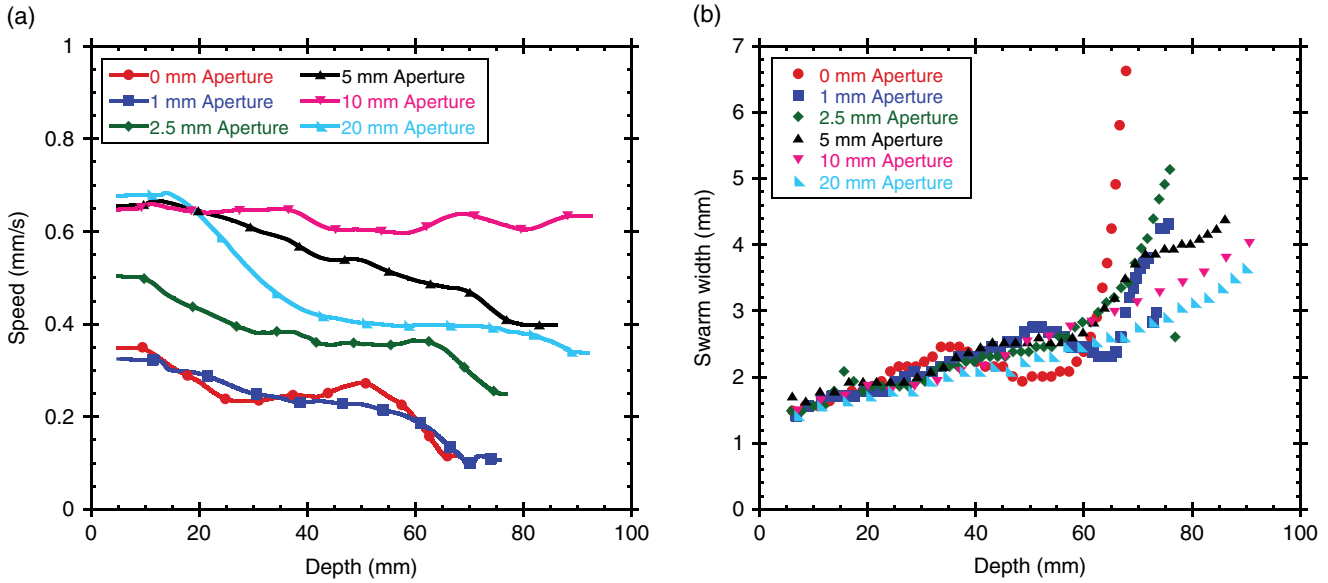 (a)
1
0.8
0.6
0.4
0.2
0
Speed (mm/s)
0 mm Aperture
1 mm Aperture
2.5 mm Aperture
5 mm Aperture
10 mm Aperture
20 mm Aperture
0 20 40 60 80 100
Depth (mm)
(b)
7
6
5
4
3
2
1
0
Swarm width (mm)
0 mm Aperture
1 mm Aperture
2.5 mm Aperture
5 mm Aperture
10 mm Aperture
20 mm Aperture
0 20 40 60 80 100
Depth (mm)